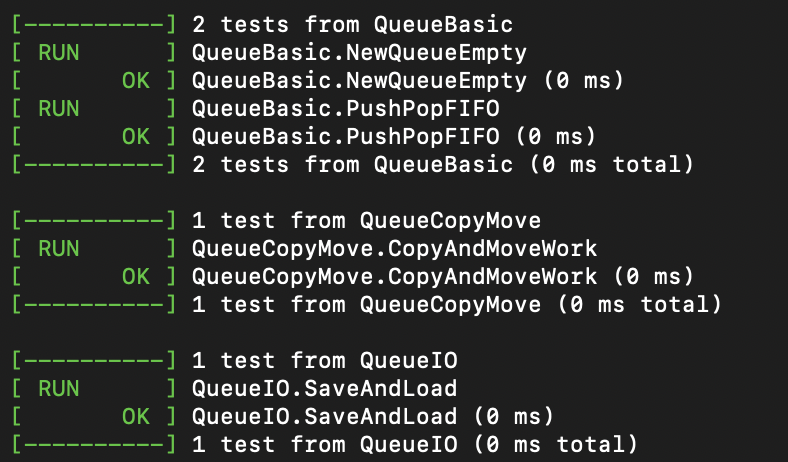 [----------] 2 tests from QueueBasic
[ RUN      ] QueueBasic.NewQueueEmpty
[       OK ] QueueBasic.NewQueueEmpty (0 ms)
[ RUN      ] QueueBasic.PushPopFIFO
[       OK ] QueueBasic.PushPopFIFO (0 ms)
[----------] 2 tests from QueueBasic (0 ms total)

[----------] 1 test from QueueCopyMove
[ RUN      ] QueueCopyMove.CopyAndMoveWork
[       OK ] QueueCopyMove.CopyAndMoveWork (0 ms)
[----------] 1 test from QueueCopyMove (0 ms total)

[----------] 1 test from QueueIO
[ RUN      ] QueueIO.SaveAndLoad
[       OK ] QueueIO.SaveAndLoad (0 ms)
[----------] 1 test from QueueIO (0 ms total)